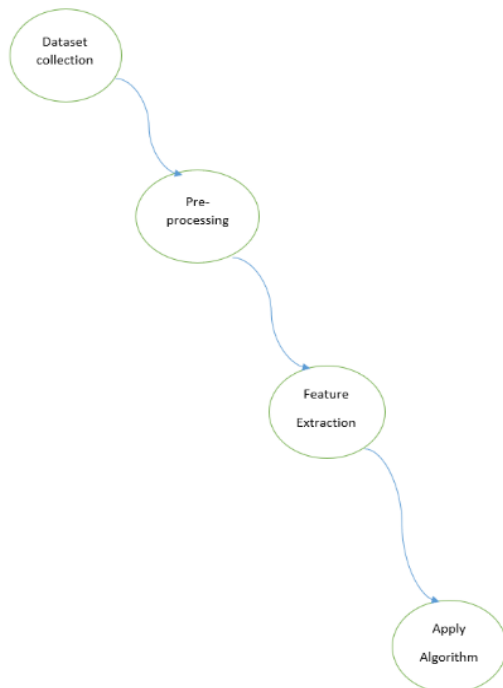 Dataset
collection
Pre-
processing
Feature
Extraction
Apply
Algorithm